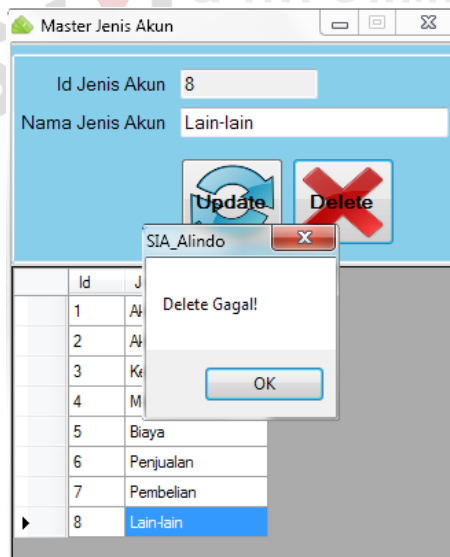 Master Jenis Akun
Id Jenis Akun 8
Nama Jenis Akun Lain-lain
Update Delete
SIA_Alindo
Delete Gagal!
OK
Id
1
2
3
4
5 Biaya
6 Penjualan
7 Pembelian
8 Lain-lain